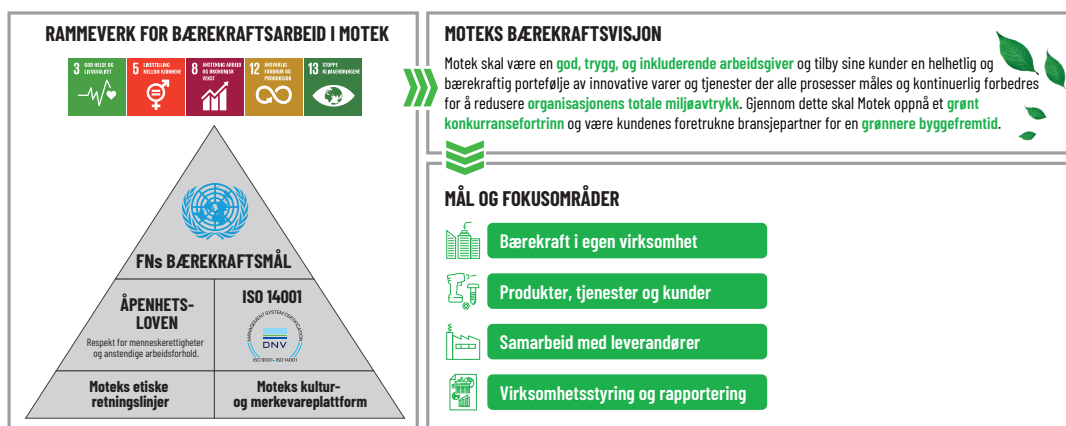 RAMMEVERK FOR BÆREKRAFTSARBEID I MOTEK
3 GOD HELSE OG
LIVSKVALITET
5 LIKESTILLING
MELLOM KJØNNENE
8 ANSTENDIG ARBEID
OG ØKONOMISK
VEKST
12 ANSVARLIG
FORBRUK OG
PRODUKSJON
13 STOPPE
KLIMAENDRINGENE
FNs BÆREKRAFTSMÅL
ÅPENHETS-
LOVEN
Respekt for menneskerettigheter
og anstendige arbeidsforhold.
ISO 14001
MANAGEMENT SYSTEM CERTIFICATION
DNV
ISO 9001 - ISO 14001
Moteks etiske
retningslinjer
Moteks kultur-
og merkevareplattform
MOTEKS BÆREKRAFTSVISJON
Motek skal være en god, trygg, og inkluderende arbeidsgiver og tilby sine kunder en helhetlig og
bærekraftig portefølje av innovative varer og tjenester der alle prosesser måles og kontinuerlig forbedres
for å redusere organisasjonens totale miljøavtrykk. Gjennom dette skal Motek oppnå et grønt
konkurransefortrinn og være kundenes foretrukne bransjepartner for en grønnere byggefremtid.
MÅL OG FOKUSOMRÅDER
Bærekraft i egen virksomhet
Produkter, tjenester og kunder
Samarbeid med leverandører
Virksomhetsstyring og rapportering